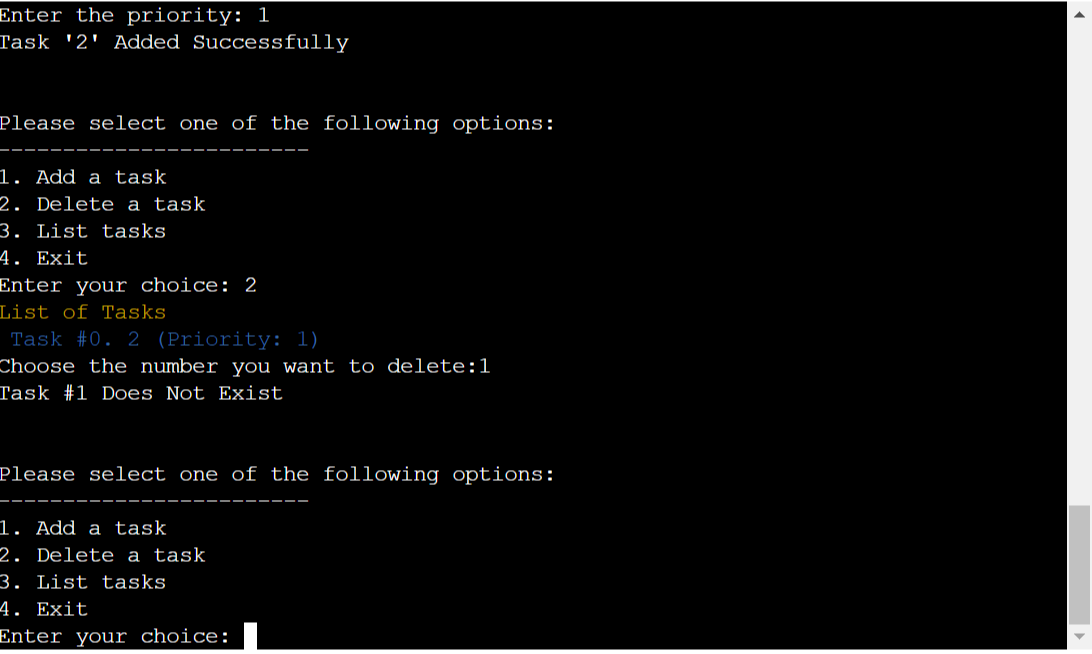 Enter the priority: 1
Task '2' Added Successfully
Please select one of the following options:
------------------------
1. Add a task
2. Delete a task
3. List tasks
4. Exit
Enter your choice: 2
List of Tasks
Task #0. 2 (Priority: 1)
Choose the number you want to delete:1
Task #1 Does Not Exist
Please select one of the following options:
------------------------
1. Add a task
2. Delete a task
3. List tasks
4. Exit
Enter your choice: